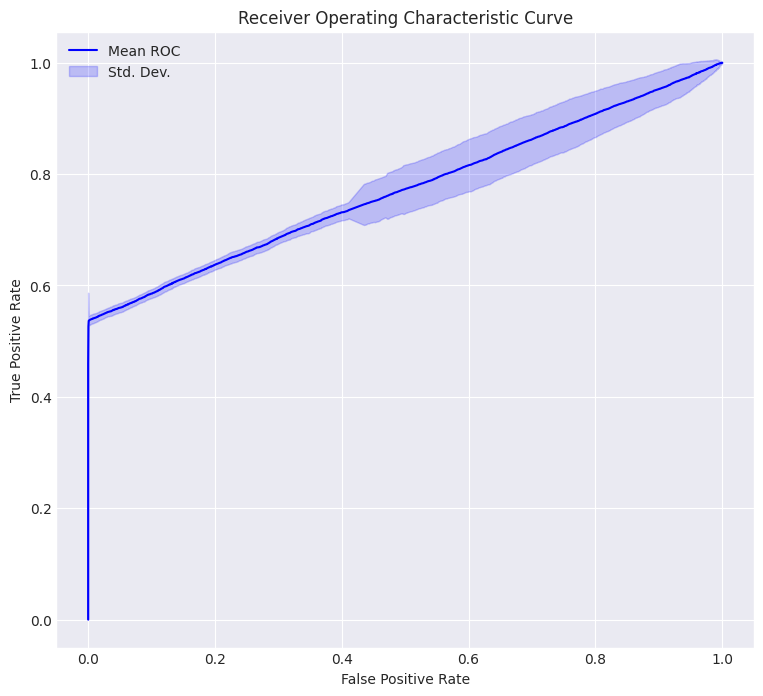 Receiver Operating Characteristic Curve
Mean ROC
Std. Dev.
1.0
0.8
0.6
0.4
0.2
0.0
True Positive Rate
0.0 0.2 0.4 0.6 0.8 1.0
False Positive Rate